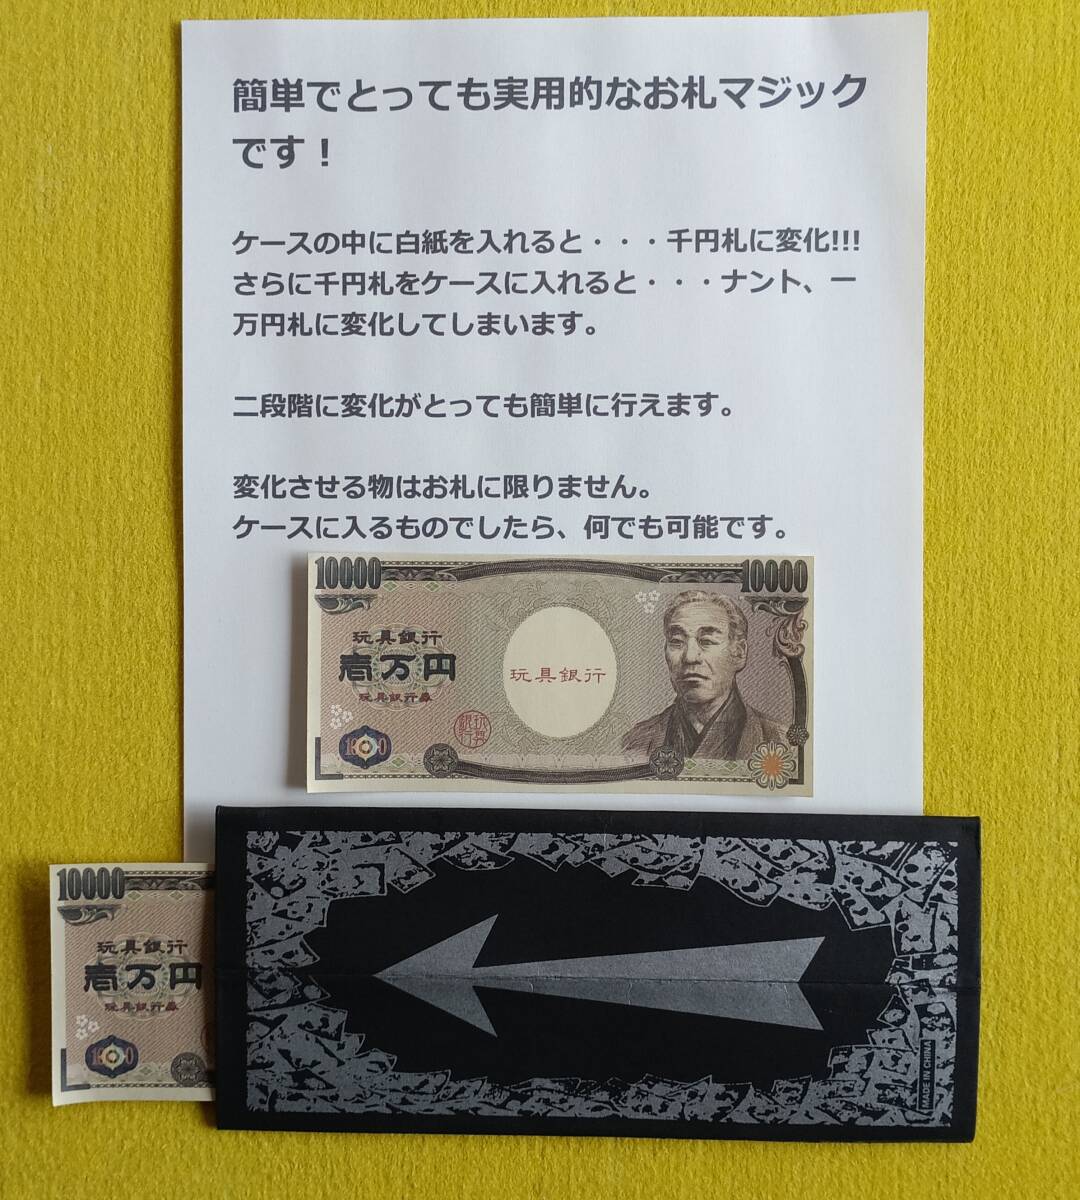 簡単でとっても実用的なお札マジック
です！
ケースの中に白紙を入れると・・・千円札に変化!!!
さらに千円札をケースに入れると・・・ナント、一
万円札に変化してしまいます。
二段階に変化がとっても簡単に行えます。
変化させる物はお札に限りません。
ケースに入るものでしたら、何でも可能です。
10000 10000
玩具銀行
壱万円
玩具銀行券
玩具銀行
10000
玩具銀行
壱万円
玩具銀行券
MADE IN CHINA